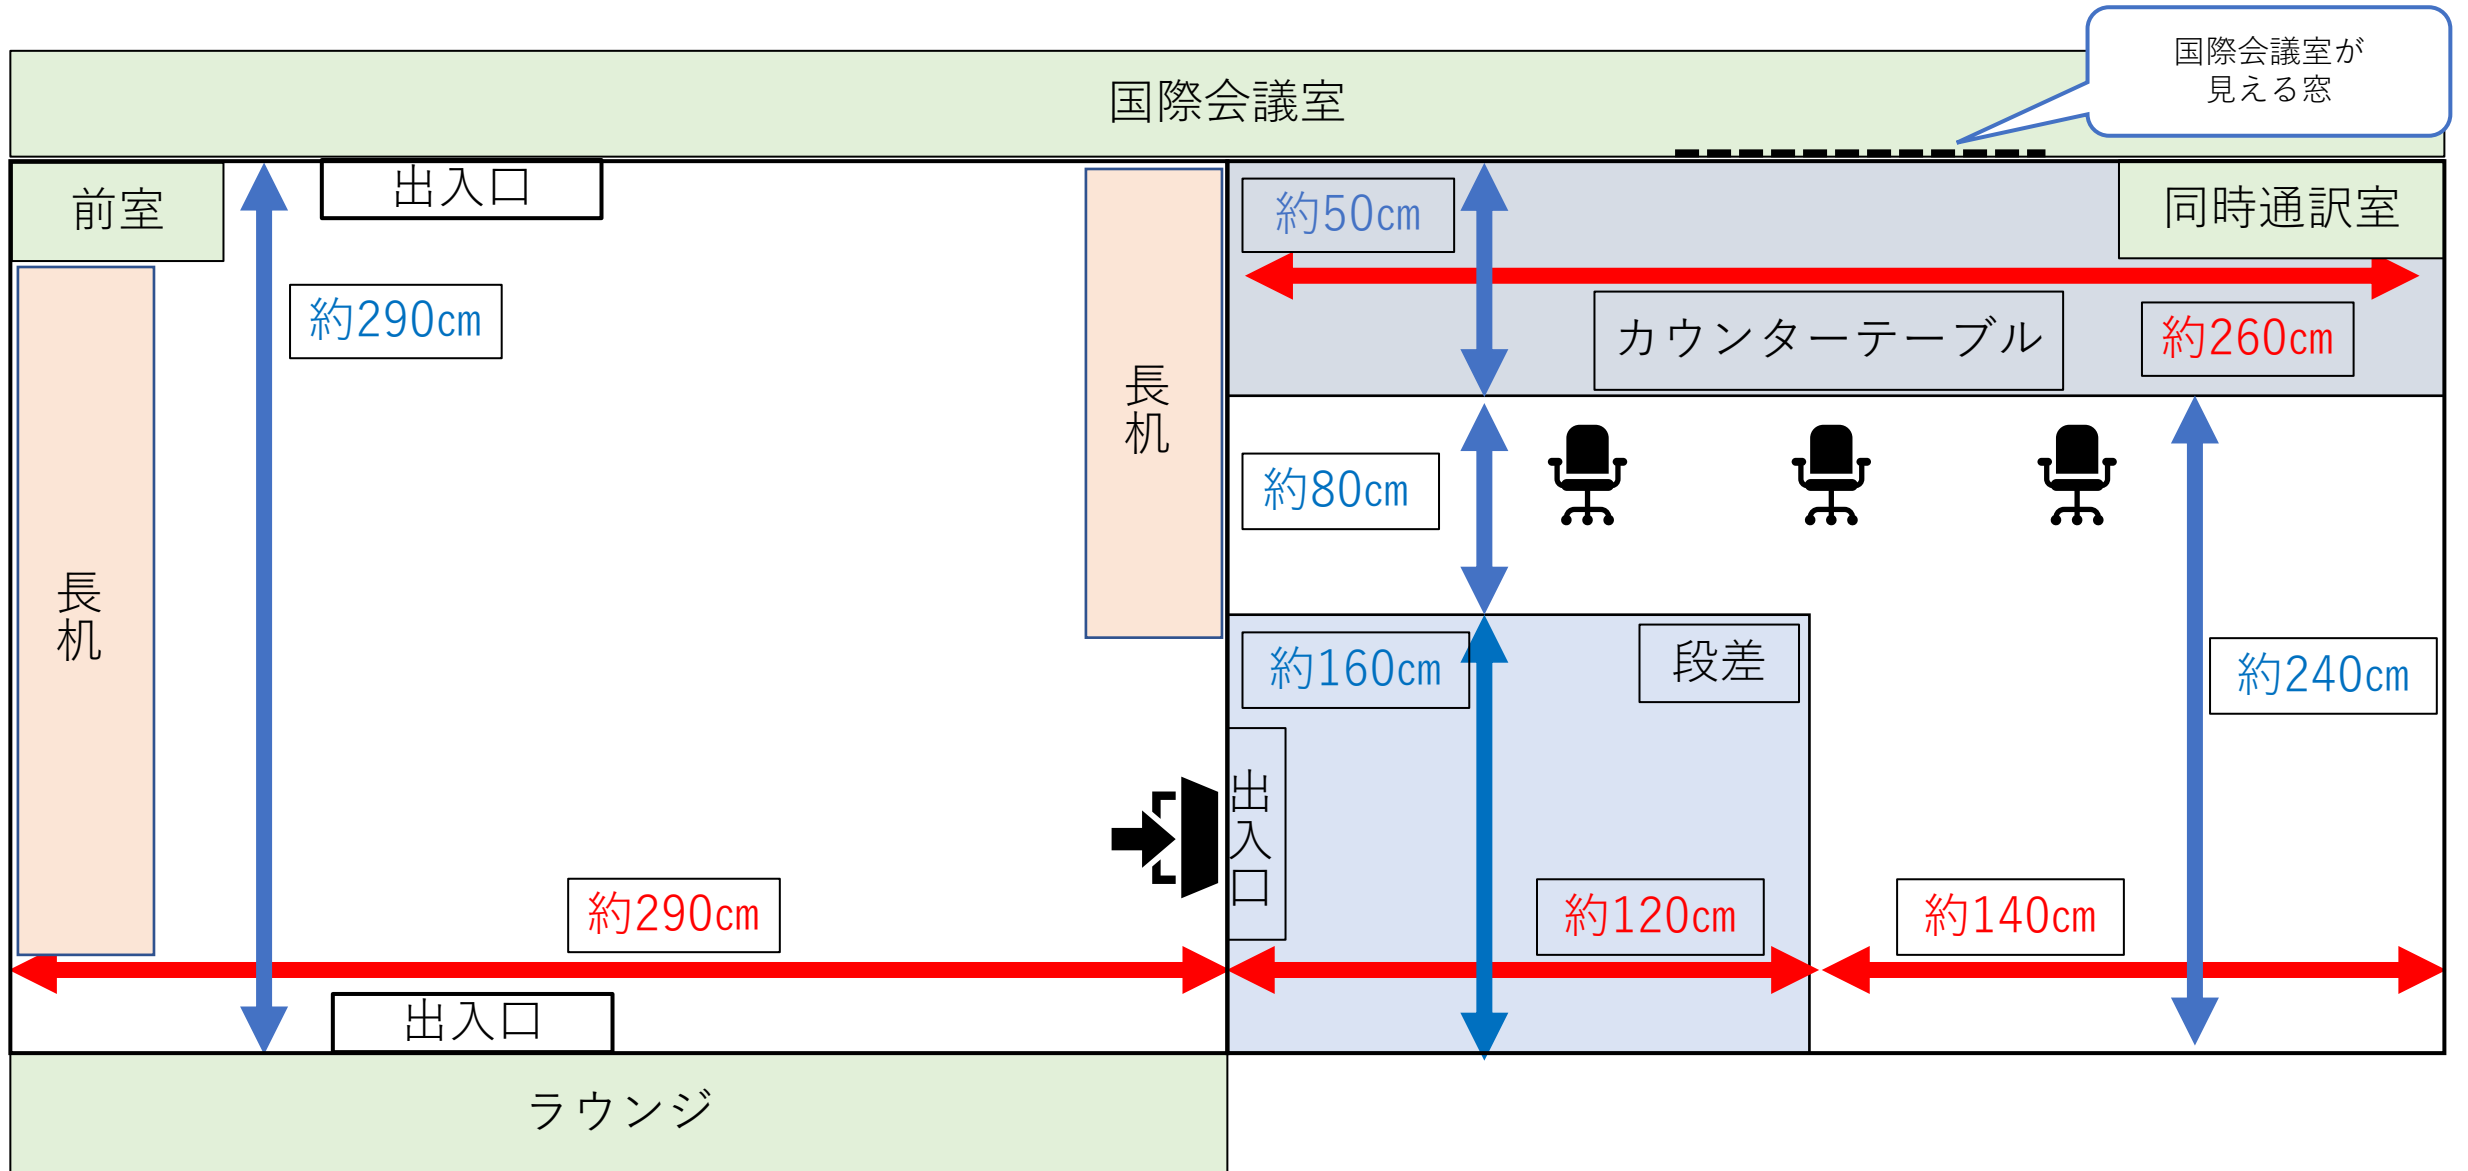 国際会議室が
見える窓
国際会議室
前室
出入口
約50㎝
同時通訳室
約290㎝
カウンターテーブル
約260㎝
長机
約80㎝
長机
約160㎝
段差
約240㎝
出入口
約290㎝
約120㎝
約140㎝
出入口
ラウンジ